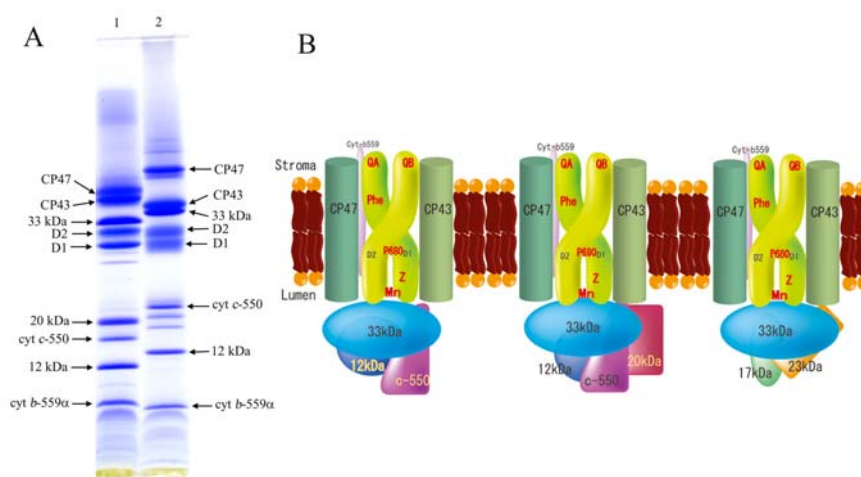 A
1 2
CP47
CP43
33 kDa
D2
D1
20 kDa
cyt c-550
12 kDa
cyt b-559α
CP47
CP43
33 kDa
D2
D1
cyt c-550
12 kDa
cyt b-559α
B
Stroma
Lumen
Cyt-b559
QA
QB
CP47
CP43
Phe
D2
P680
D1
Z
Mn
33kDa
12kDa
c-550
Cyt-b559
QA
QB
CP47
CP43
Phe
D2
P680
D1
Z
Mn
33kDa
12kDa
c-550
20kDa
Cyt-b559
QA
QB
CP47
CP43
Phe
D2
P680
D1
Z
Mn
33kDa
17kDa
23kDa